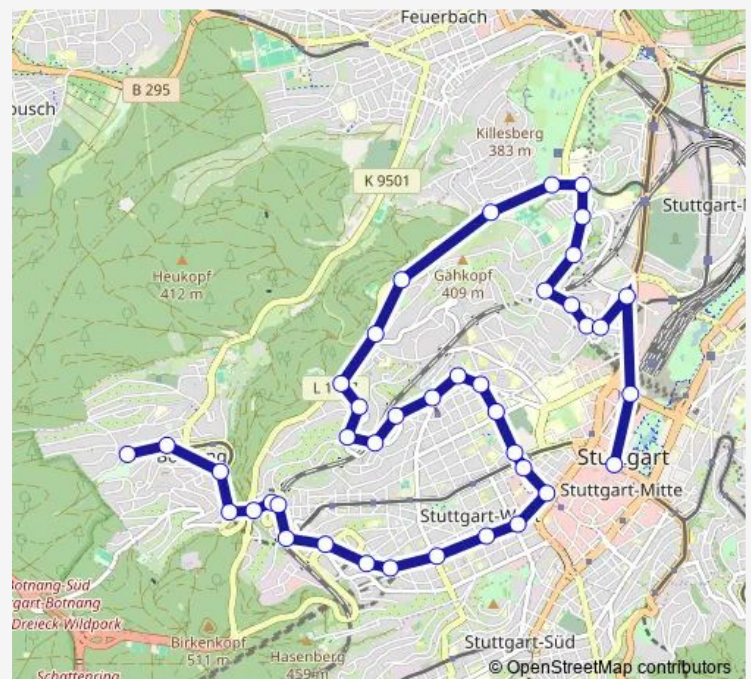 Feuerbach
B 295
busch
Killesberg
383 m
K 9501
Stuttgart-N
Heukopf
412 m
Gähkopf
409 m
L 1
Stuttgart
Stuttgart-Mitte
Stuttgart-W
Botnang-Süd
gart-Botnang
Dreieck Wildpark
Birkenkopf
511 m
Hasenberg
459m
Stuttgart-Süd
Schattenring
© OpenStreetMap contributors